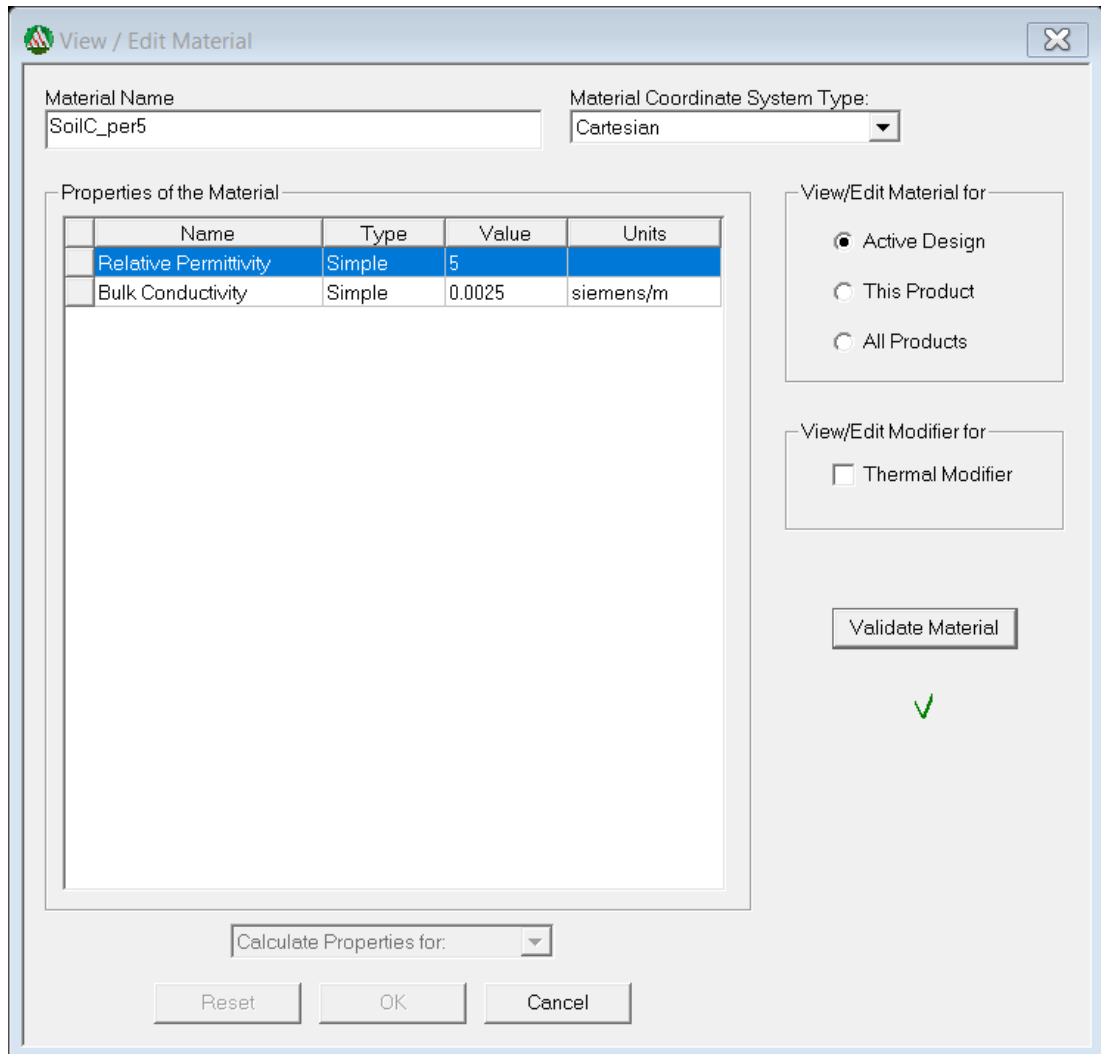 View / Edit Material
Material Name
Material Coordinate System Type:
SoilC_per5
Cartesian
Properties of the Material
Name Type Value Units
Relative Permittivity Simple 5
Bulk Conductivity Simple 0.0025 siemens/m
View/Edit Material for
Active Design
This Product
All Products
View/Edit Modifier for
Thermal Modifier
Validate Material
Calculate Properties for:
Reset OK Cancel